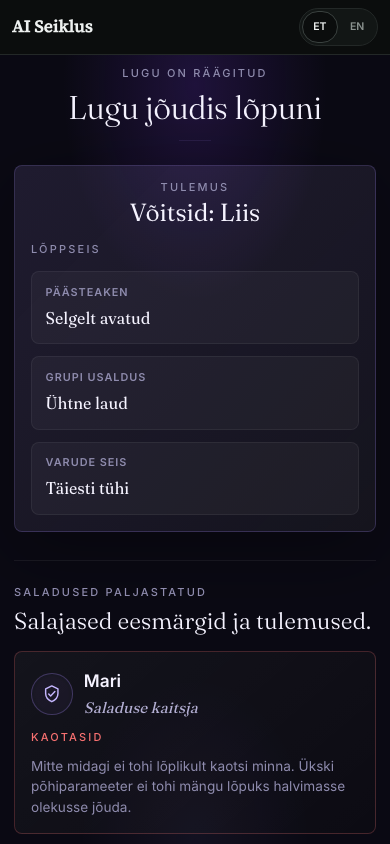 AI Seiklus
ET
EN
LUGU ON RÄÄGITUD
Lugu jõudis lõpuni
TULEMUS
Võitsid: Liis
LÕPPSEIS
PÄÄSTEAKEN
Selgelt avatud
GRUPI USALDUS
Ühtne laud
VARUDE SEIS
Täiesti tühi
SALADUSED PALJASTATUD
Salajased eesmärgid ja tulemused.
Mari
Saladuse kaitsja
KAOTASID
Mitte midagi ei tohi lõplikult kaotsi minna. Ükski
põhiparameeter ei tohi mängu lõpuks halvimasse
olekusse jõuda.